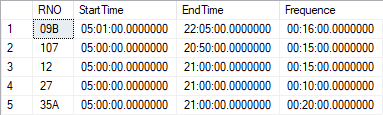 RNO StartTime EndTime Frequence
1 09B 05:01:00.0000000 22:05:00.0000000 00:16:00.0000000
2 107 05:00:00.0000000 20:50:00.0000000 00:15:00.0000000
3 12 05:00:00.0000000 21:00:00.0000000 00:15:00.0000000
4 27 05:00:00.0000000 21:00:00.0000000 00:10:00.0000000
5 35A 05:00:00.0000000 21:00:00.0000000 00:20:00.0000000